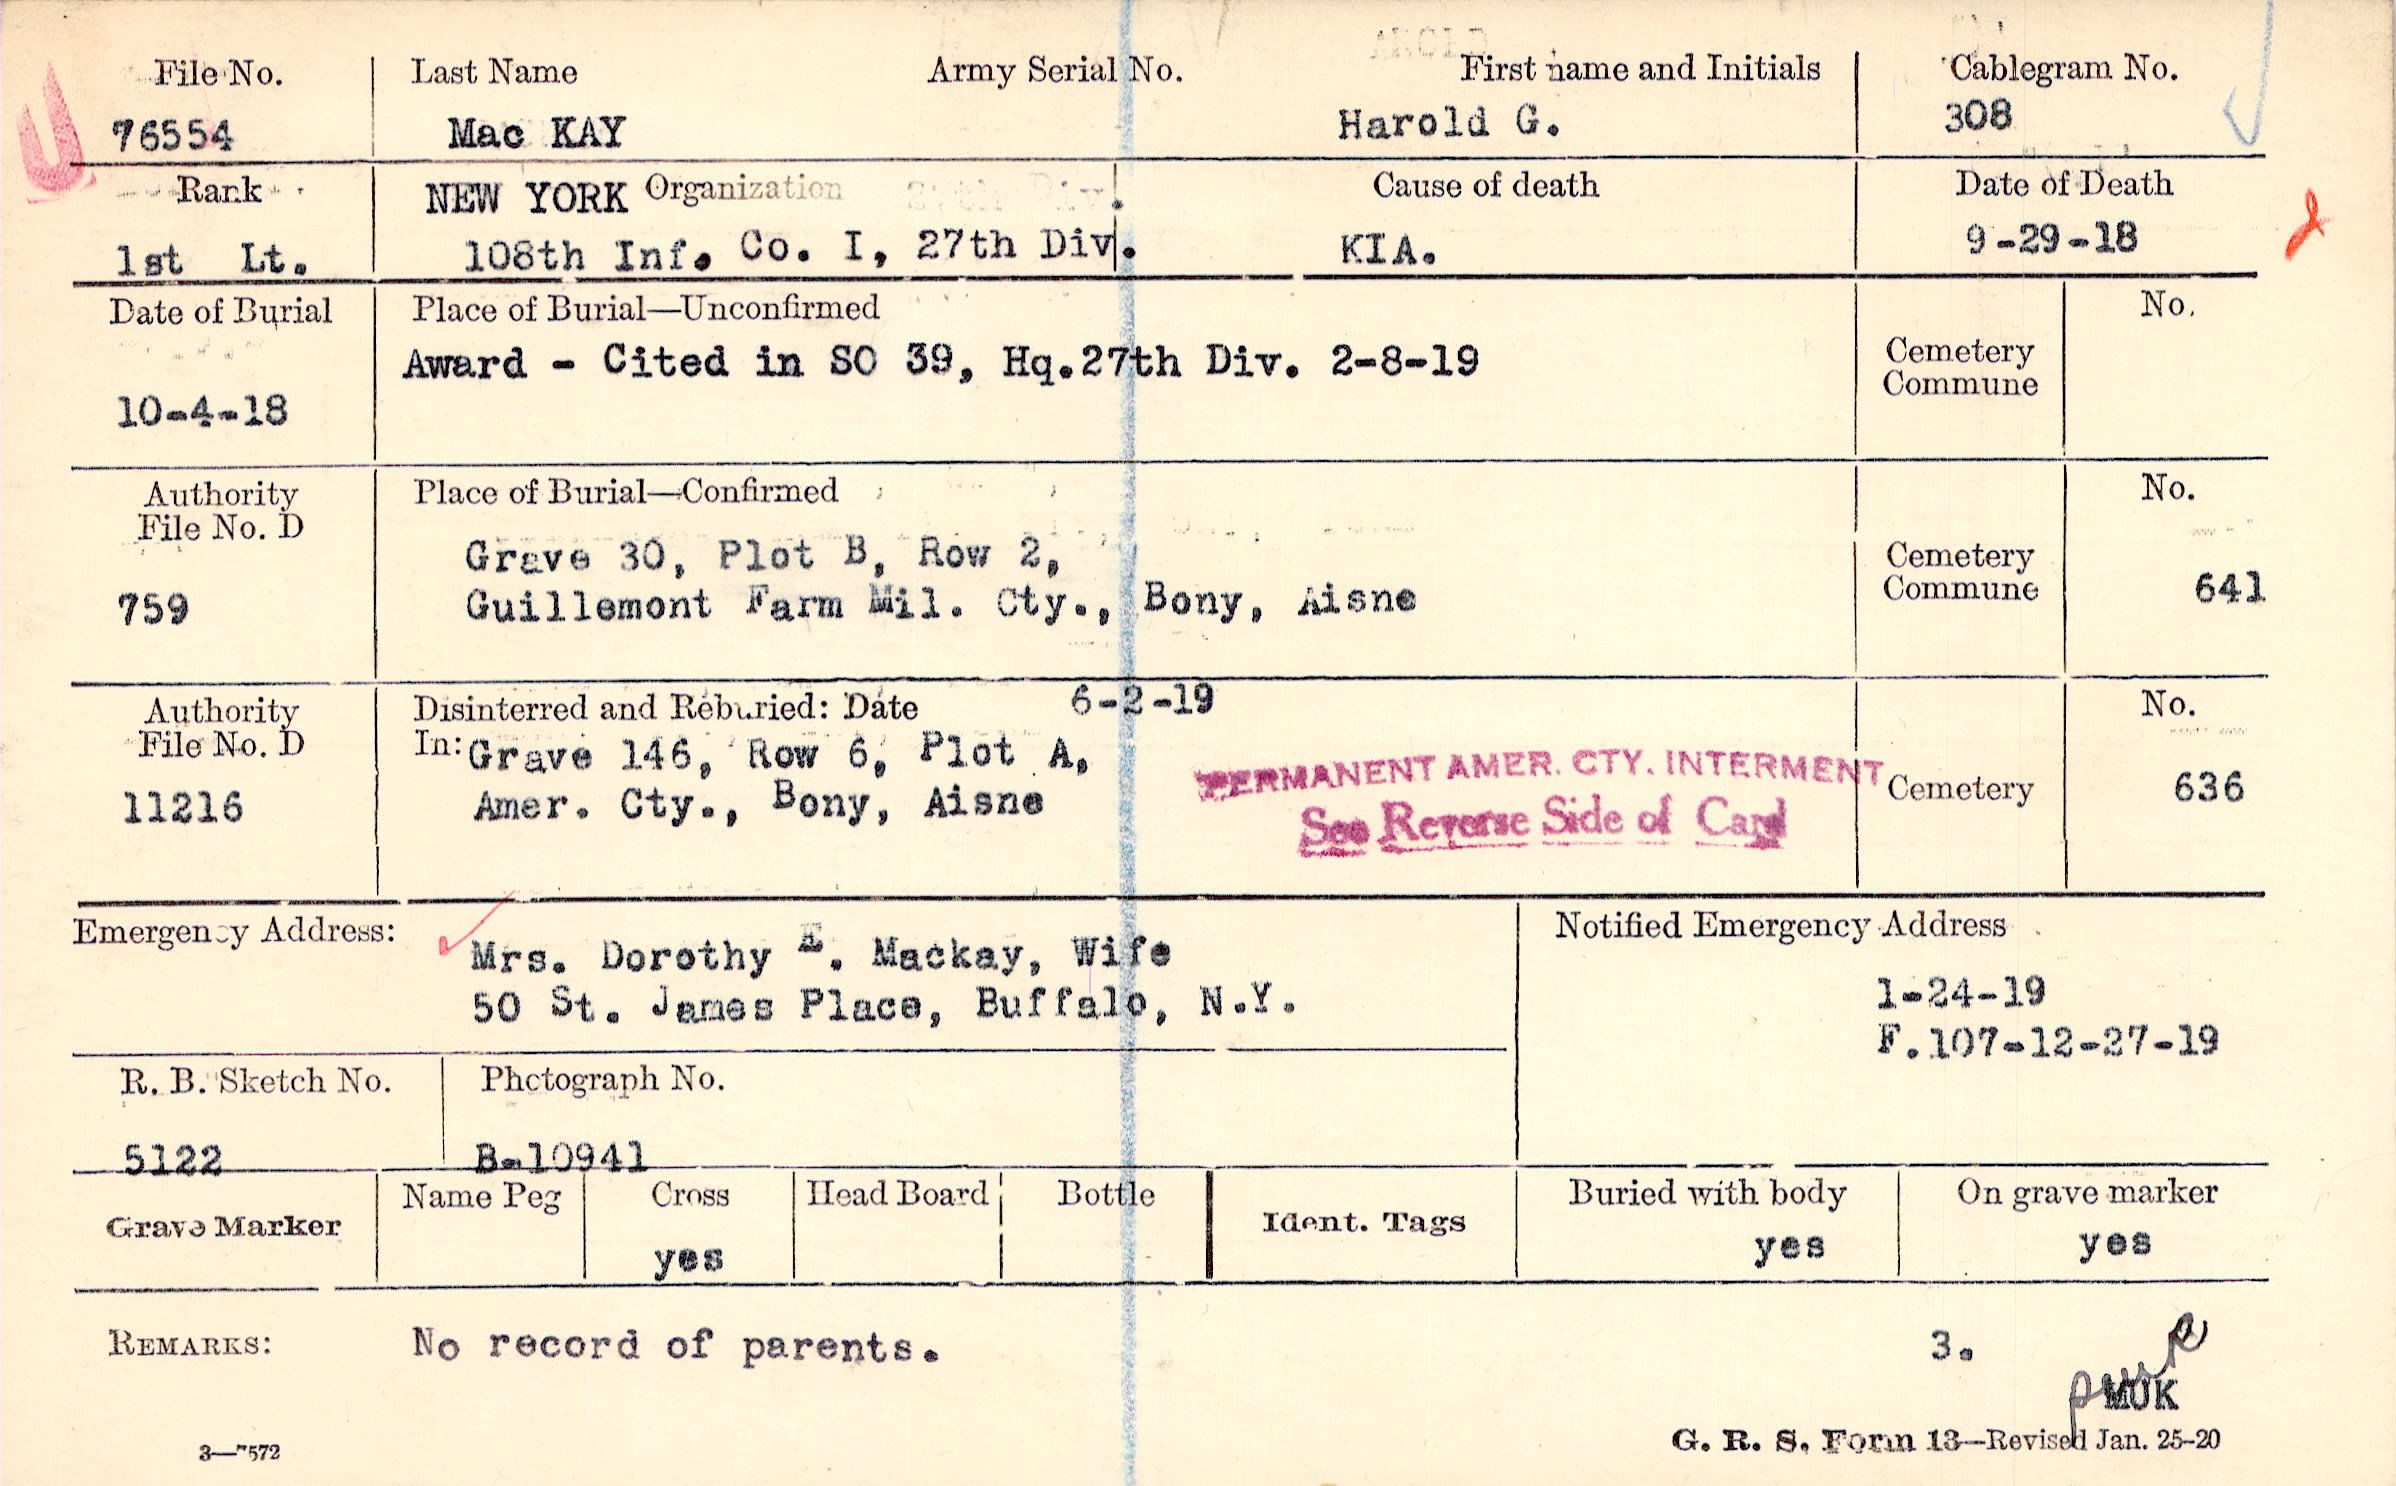 File No. Last Name Army Serial No. First name and Initials Cablegram No.
76554 Mac KAY Harold G. 308
Rank NEW YORK Organization Cause of death Date of Death
1st Lt. 108th Inf. Co. I, 27th Div. KIA. 9-29-18
Date of Burial Place of Burial—Unconfirmed No.
Award - Cited in SO 39, Hq.27th Div. 2-8-19 Cemetery
Commune
10-4-18
Authority Place of Burial—Confirmed No.
File No. D
Grave 30, Plot B, Row 2, Cemetery
759 Guillemont Farm Mil. Cty., Bony, Aisne Commune 641
Authority Disinterred and Reburied: Date 6-2-19 No.
File No. D In: Grave 146, Row 6, Plot A,
PERMANENT AMER. CTY. INTERMENT
11216 Amer. Cty., Bony, Aisne Cemetery 636
See Reverse Side of Card
Emergency Address: Notified Emergency Address
Mrs. Dorothy E. Mackay, Wife
50 St. James Place, Buffalo, N.Y. 1-24-19
F.107-12-27-19
R. B. Sketch No. Photograph No.
5122 B-10941
Grave Marker Name Peg Cross Head Board Bottle Ident. Tags Buried with body On grave marker
yes yes yes
REMARKS: No record of parents. 3.
MUK
3—7572 G. R. S. Form 13—Revised Jan. 25-20